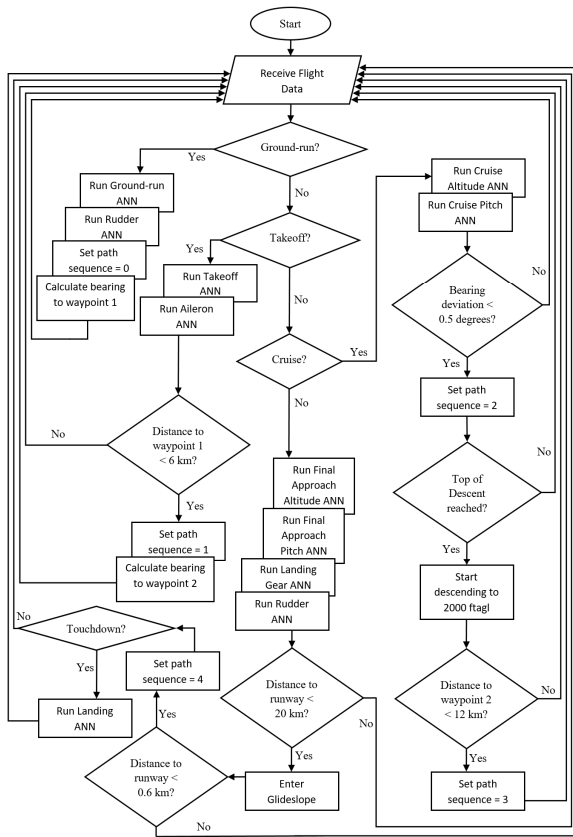 Start
Receive Flight
Data
Ground-run?
Yes
No
Run Ground-run
ANN
Run Rudder
ANN
Set path
sequence = 0
Calculate bearing
to waypoint 1
Takeoff?
Yes
No
Run Takeoff
ANN
Run Aileron
ANN
Distance to
waypoint 1
< 6 km?
No
Yes
Set path
sequence = 1
Calculate bearing
to waypoint 2
Cruise?
Yes
No
Run Cruise
Altitude ANN
Run Cruise Pitch
ANN
Bearing
deviation <
0.5 degrees?
No
Yes
Set path
sequence = 2
Top of
Descent
reached?
No
Yes
Start
descending to
2000 ftagl
Distance to
waypoint 2
< 12 km?
No
Yes
Set path
sequence = 3
Run Final
Approach
Altitude ANN
Run Final
Approach
Pitch ANN
Run Landing
Gear ANN
Run Rudder
ANN
Distance to
runway <
20 km?
No
Yes
Enter
Glideslope
Distance to
runway <
0.6 km?
No
Yes
Set path
sequence = 4
Touchdown?
No
Yes
Run Landing
ANN